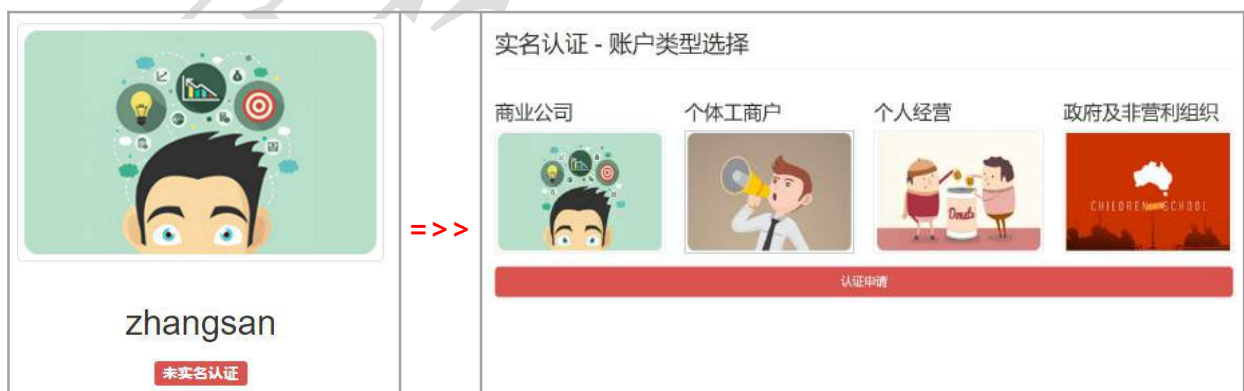 zhangsan
未实名认证
=>>
实名认证 - 账户类型选择
商业公司
个体工商户
个人经营
政府及非营利组织
Donate
CHILDREN SCHOOL
认证申请